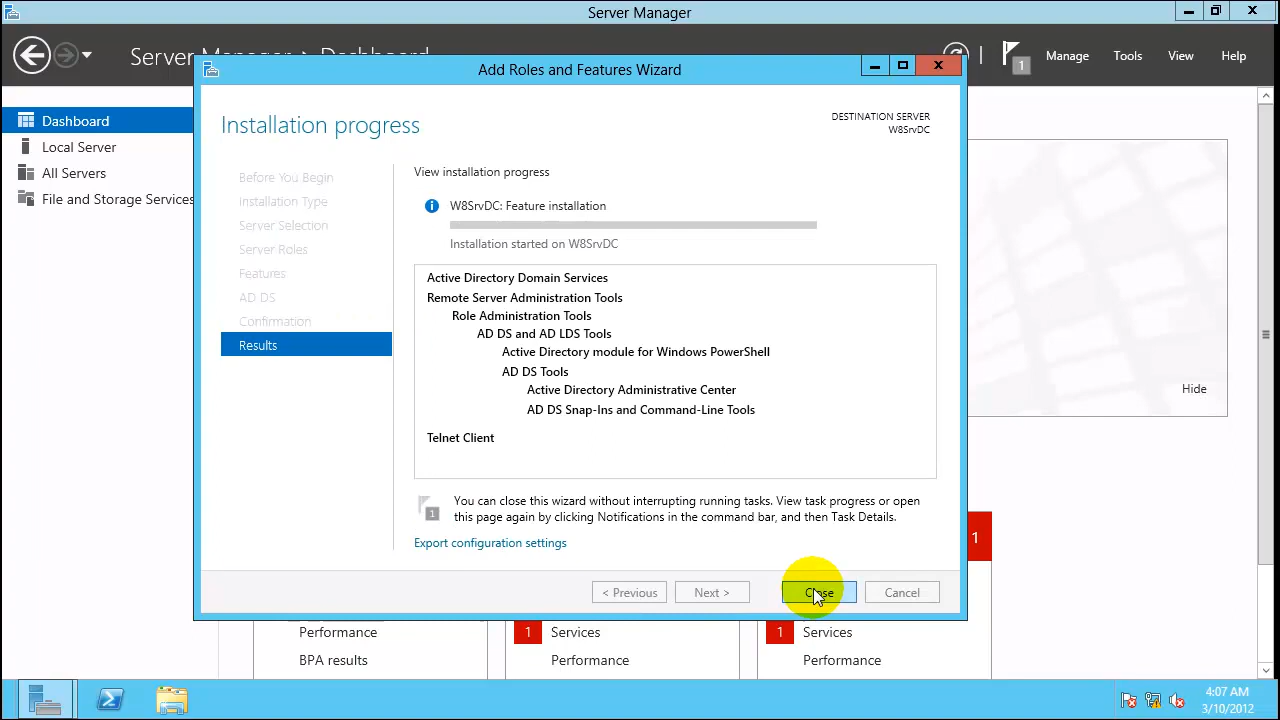 Server Manager
Server Manager • Dashboard
1
Manage
Tools
View
Help
Add Roles and Features Wizard
Dashboard
Local Server
All Servers
File and Storage Services
Installation progress
DESTINATION SERVER
W8SrvDC
Before You Begin
Installation Type
Server Selection
Server Roles
Features
AD DS
Confirmation
Results
View installation progress
W8SrvDC: Feature installation
Installation started on W8SrvDC
Active Directory Domain Services
Remote Server Administration Tools
Role Administration Tools
AD DS and AD LDS Tools
Active Directory module for Windows PowerShell
AD DS Tools
Active Directory Administrative Center
AD DS Snap-Ins and Command-Line Tools
Telnet Client
1
You can close this wizard without interrupting running tasks. View task progress or open
this page again by clicking Notifications in the command bar, and then Task Details.
Export configuration settings
< Previous
Next >
Close
Cancel
Hide
1
Performance
BPA results
1 Services
Performance
1 Services
Performance
4:07 AM
3/10/2012